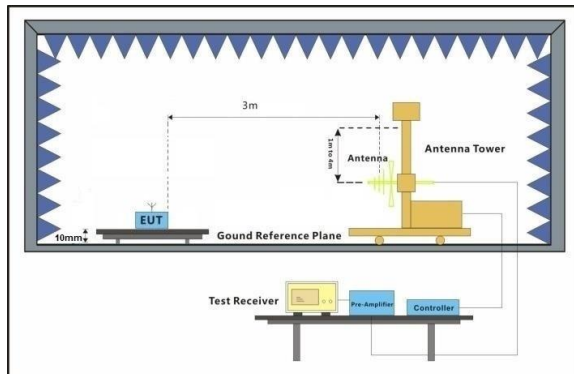 3m
1m to 4m
Antenna
Antenna Tower
EUT
10mm
Gound Reference Plane
Test Receiver
Pre-Amplifier
Controller